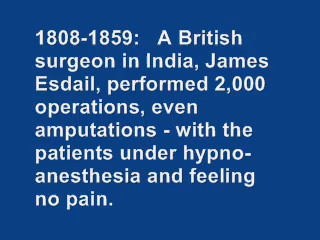 1808-1859:   A British
surgeon in India, James
Esdail, performed 2,000
operations, even
amputations - with the
patients under hypno-
anesthesia and feeling
no pain.